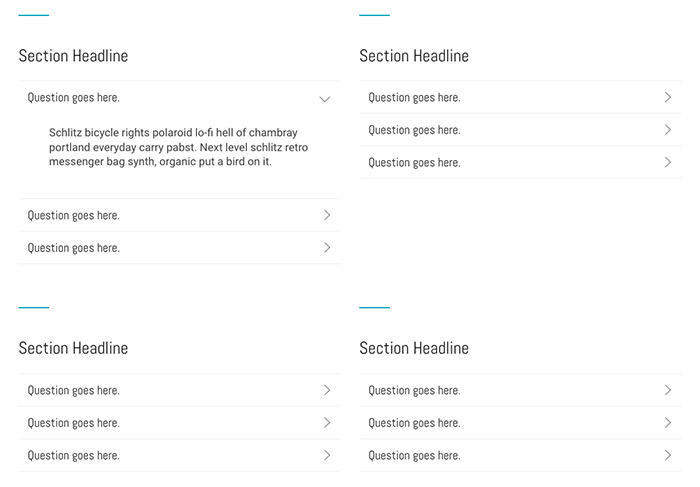 Section Headline
Question goes here.
Schlitz bicycle rights polaroid lo-fi hell of chambray
portland everyday carry pabst. Next level schlitz retro
messenger bag synth, organic put a bird on it.
Question goes here.
Question goes here.
Section Headline
Question goes here.
Question goes here.
Question goes here.
Section Headline
Question goes here.
Question goes here.
Question goes here.
Section Headline
Question goes here.
Question goes here.
Question goes here.